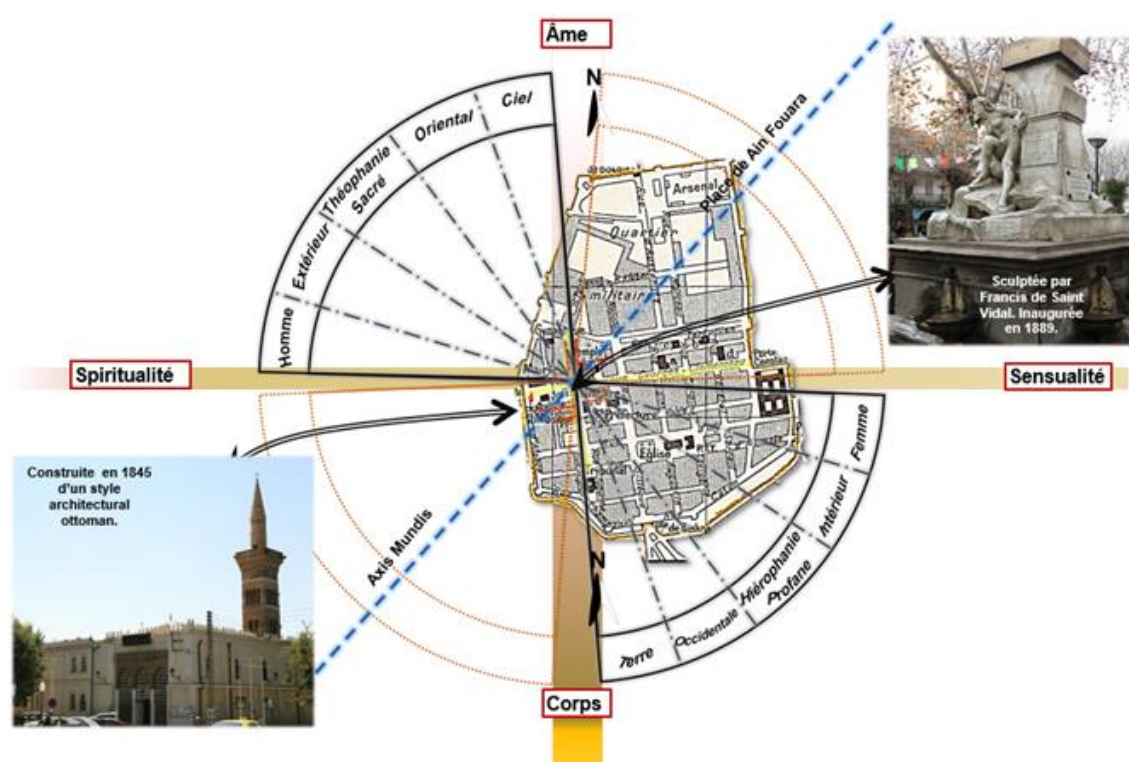 Âme
N
Ciel
Oriental
Théophanie
Sacré
Extérieur
Homme
Place de Ain Fouara
Arsenal
Quartier
militair
Sculptée par
Francis de Saint
Vidal. Inaugurée
en 1889.
Spiritualité
Sensualité
Porte
Église
Femme
Intérieur
Hiérophanie
Profane
Occidentale
Terre
Construite en 1845
d'un style
architectural
ottoman.
Axis Mundis
N
Corps